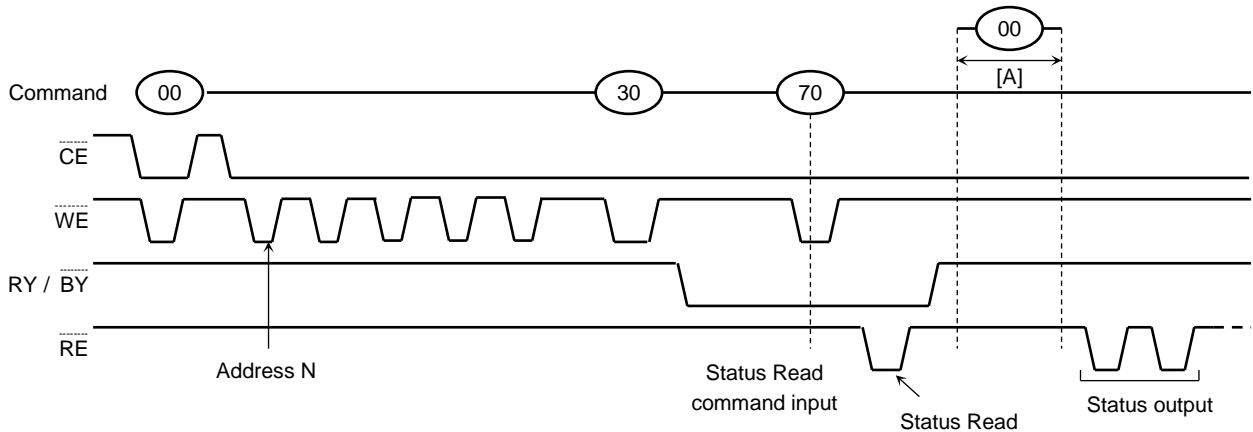 00
[A]
Command 00 30 70
CE
WE
RY / BY
RE
Address N
Status Read
command input
Status Read
Status output